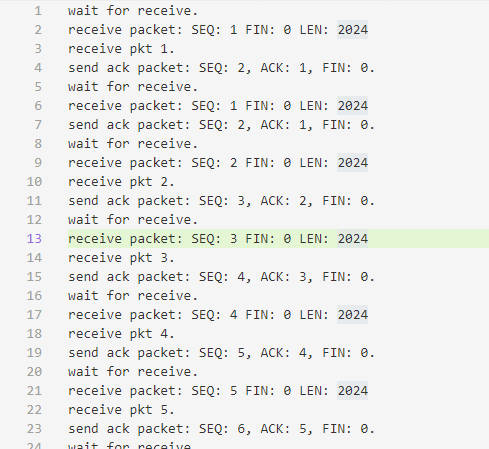 1 wait for receive.
2 receive packet: SEQ: 1 FIN: 0 LEN: 2024
3 receive pkt 1.
4 send ack packet: SEQ: 2, ACK: 1, FIN: 0.
5 wait for receive.
6 receive packet: SEQ: 1 FIN: 0 LEN: 2024
7 send ack packet: SEQ: 2, ACK: 1, FIN: 0.
8 wait for receive.
9 receive packet: SEQ: 2 FIN: 0 LEN: 2024
10 receive pkt 2.
11 send ack packet: SEQ: 3, ACK: 2, FIN: 0.
12 wait for receive.
13 receive packet: SEQ: 3 FIN: 0 LEN: 2024
14 receive pkt 3.
15 send ack packet: SEQ: 4, ACK: 3, FIN: 0.
16 wait for receive.
17 receive packet: SEQ: 4 FIN: 0 LEN: 2024
18 receive pkt 4.
19 send ack packet: SEQ: 5, ACK: 4, FIN: 0.
20 wait for receive.
21 receive packet: SEQ: 5 FIN: 0 LEN: 2024
22 receive pkt 5.
23 send ack packet: SEQ: 6, ACK: 5, FIN: 0.
24 wait for receive.